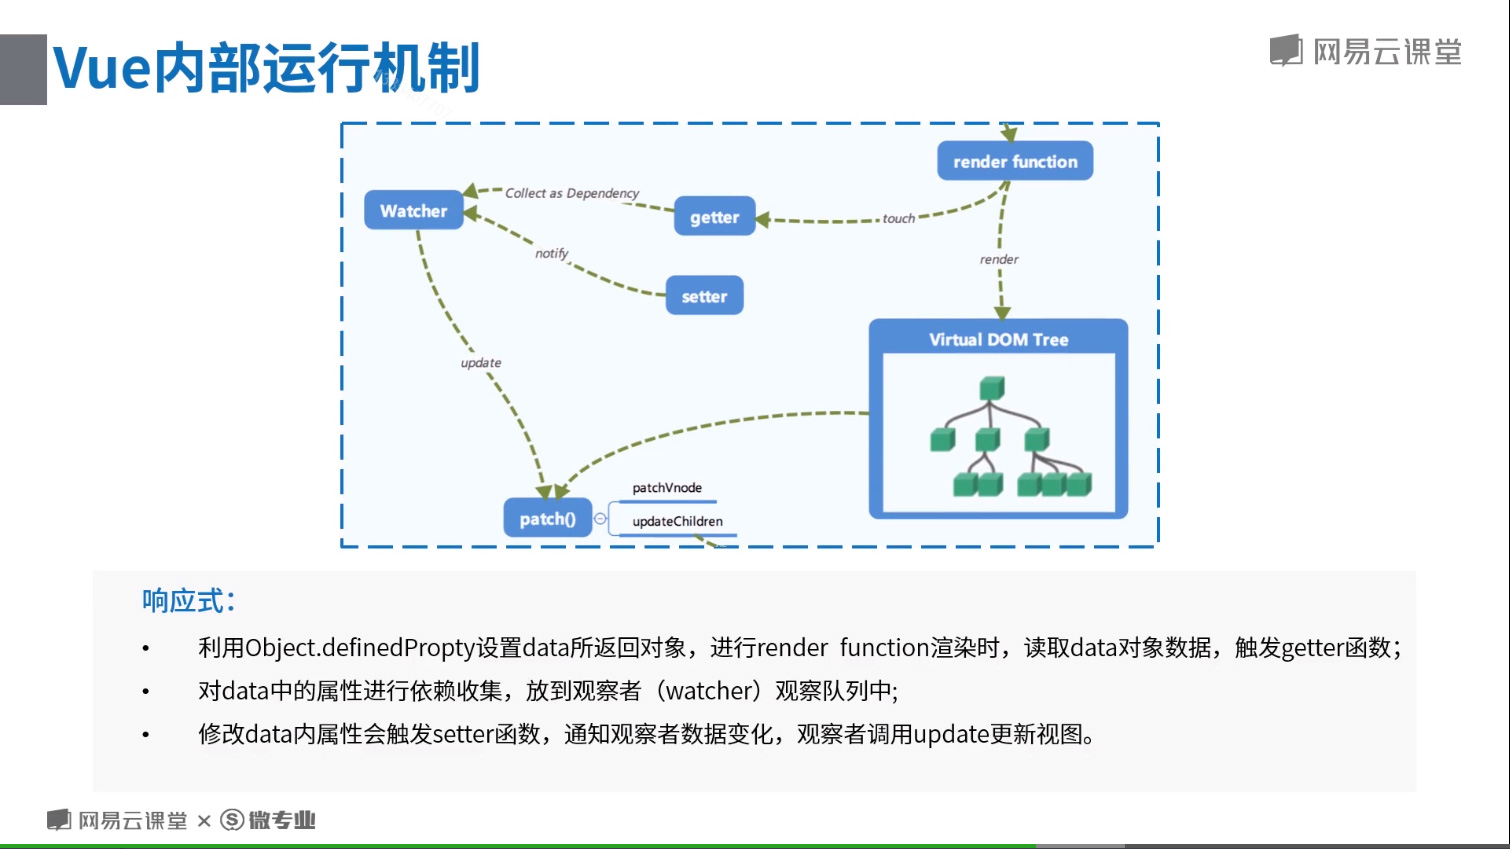 Vue内部运行机制
网易云课堂
render function
Collect as Dependency
Watcher
getter
touch
notify
render
setter
Virtual DOM Tree
update
patchVnode
patch()
updateChildren
响应式：
• 利用Object.definedPropty设置data所返回对象，进行render function渲染时，读取data对象数据，触发getter函数；
• 对data中的属性进行依赖收集，放到观察者（watcher）观察队列中;
• 修改data内属性会触发setter函数，通知观察者数据变化，观察者调用update更新视图。
网易云课堂 × 微专业